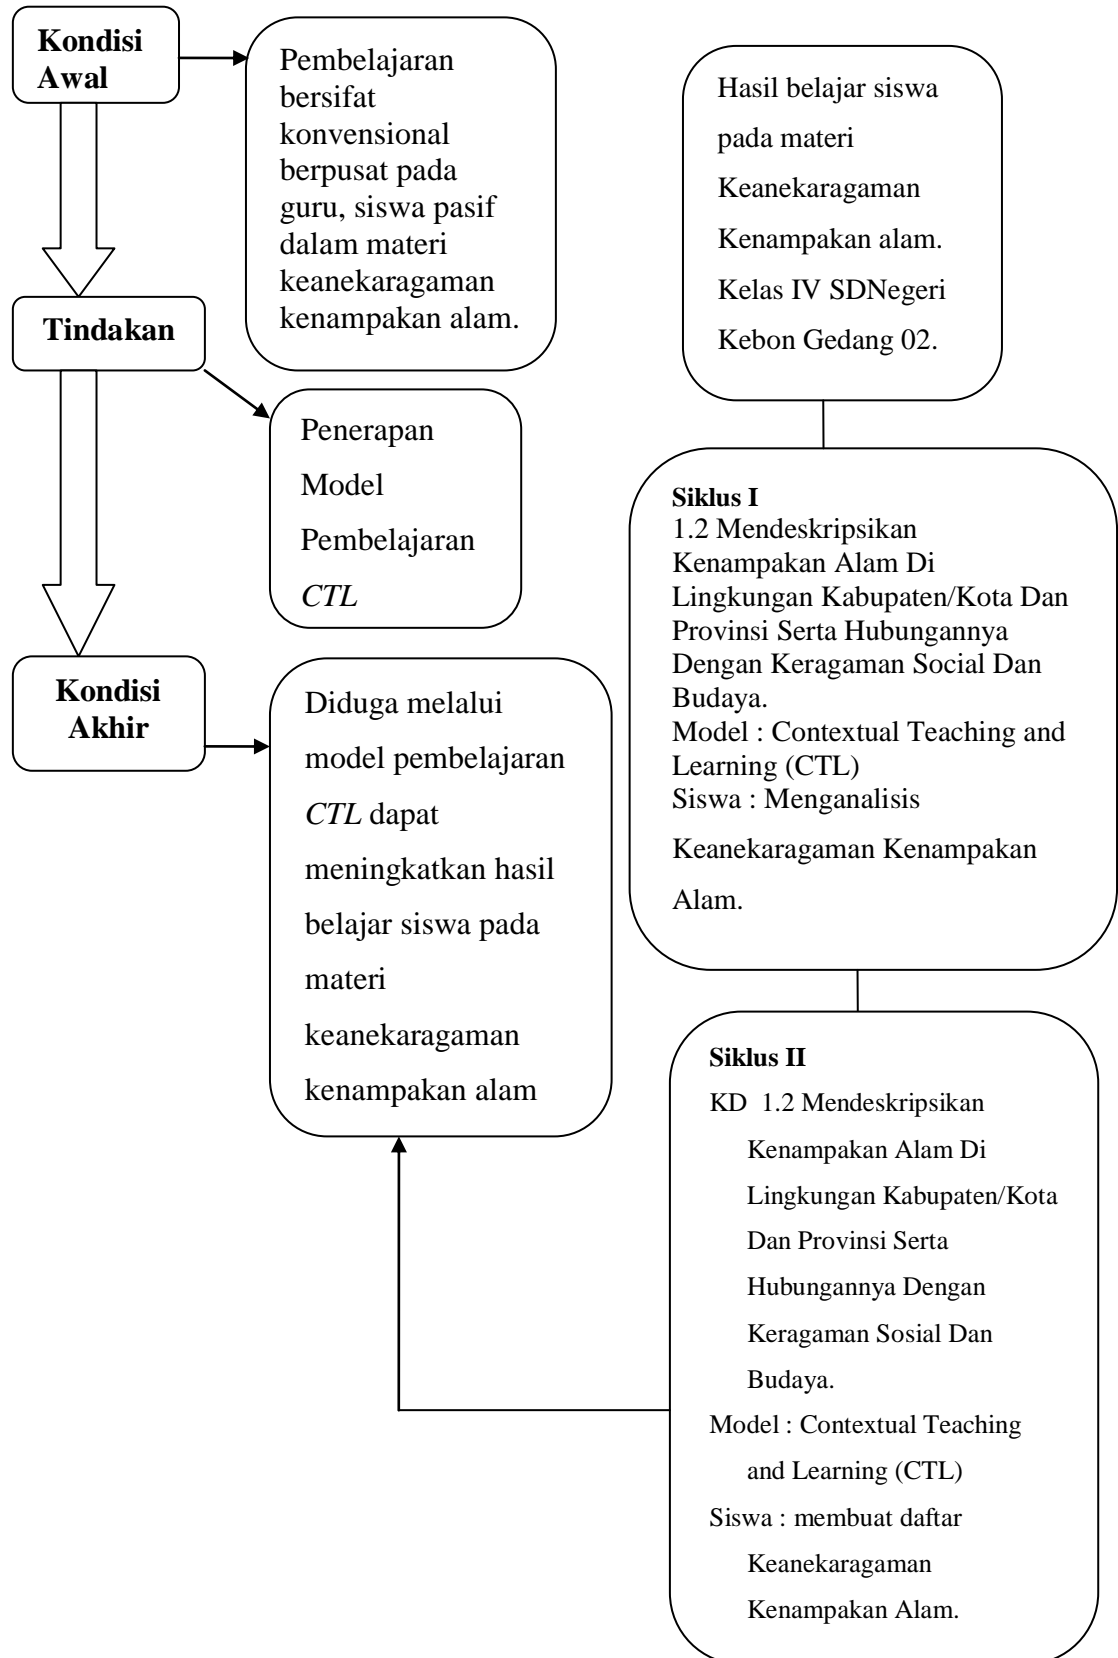 Kondisi
Awal
Pembelajaran
bersifat
konvensional
berpusat pada
guru, siswa pasif
dalam materi
keanekaragaman
kenampakan alam.
Hasil belajar siswa
pada materi
Keanekaragaman
Kenampakan alam.
Kelas IV SDNegeri
Kebon Gedang 02.
Tindakan
Penerapan
Model
Pembelajaran
CTL
Siklus I
1.2 Mendeskripsikan
Kenampakan Alam Di
Lingkungan Kabupaten/Kota Dan
Provinsi Serta Hubungannya
Dengan Keragaman Social Dan
Budaya.
Model : Contextual Teaching and
Learning (CTL)
Siswa : Menganalisis
Keanekaragaman Kenampakan
Alam.
Kondisi
Akhir
Diduga melalui
model pembelajaran
CTL dapat
meningkatkan hasil
belajar siswa pada
materi
keanekaragaman
kenampakan alam
Siklus II
KD 1.2 Mendeskripsikan
Kenampakan Alam Di
Lingkungan Kabupaten/Kota
Dan Provinsi Serta
Hubungannya Dengan
Keragaman Sosial Dan
Budaya.
Model : Contextual Teaching
and Learning (CTL)
Siswa : membuat daftar
Keanekaragaman
Kenampakan Alam.